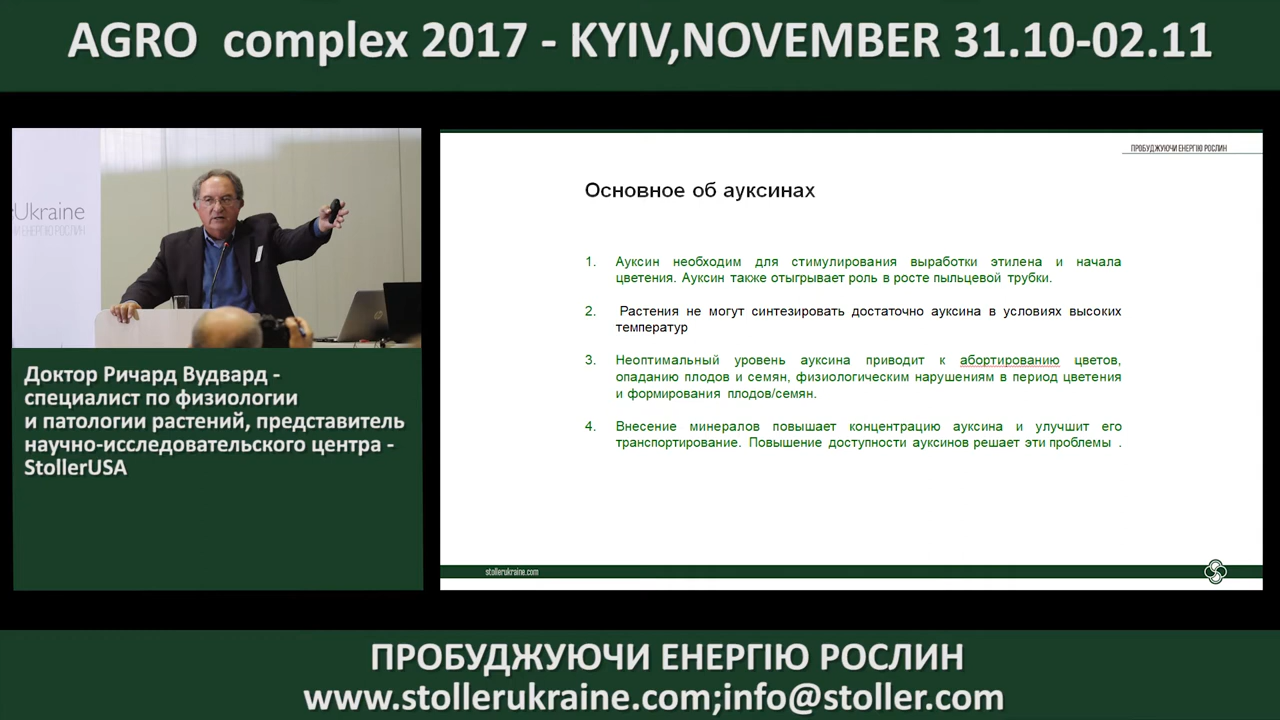 AGRO complex 2017 - KYIV,NOVEMBER 31.10-02.11
Ukraine
И ЕНЕРГІЮ РОСЛИН
ПРОБУДЖУЮЧИ ЕНЕРГІЮ РОСЛИН
Основное об ауксинах
1. Ауксин необходим для стимулирования выработки этилена и начала
цветения. Ауксин также отыгрывает роль в росте пыльцевой трубки.
2. Растения не могут синтезировать достаточно ауксина в условиях высоких
температур
3. Неоптимальный уровень ауксина приводит к абортированию цветов,
опаданию плодов и семян, физиологическим нарушениям в период цветения
и формирования плодов/семян.
4. Внесение минералов повышает концентрацию ауксина и улучшит его
транспортирование. Повышение доступности ауксинов решает эти проблемы .
stollerukraine.com
Доктор Ричард Вудвард -
специалист по физиологии
и патологии растений, представитель
научно-исследовательского центра -
StollerUSA
ПРОБУДЖУЮЧИ ЕНЕРГІЮ РОСЛИН
www.stollerukraine.com;info@stoller.com